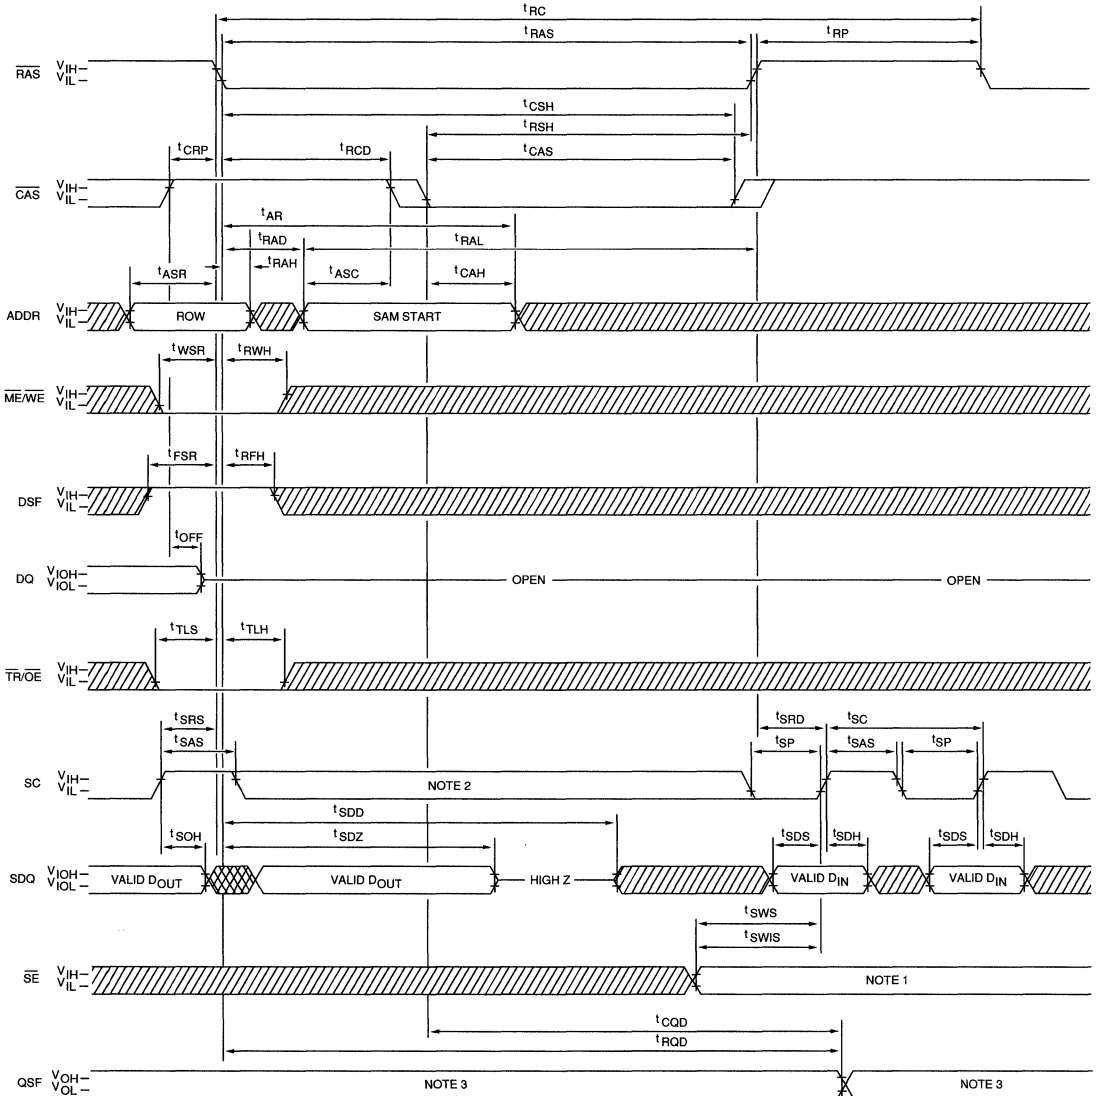 tRC
tRAS
tRP
RAS VIH VIL
tCSH
tRSH
tCRP
tRCD
tCAS
CAS VIH VIL
tAR
tRAD
tRAL
tRAH
tASR
tASC
tCAH
ADDR VIH VIL ROW SAM START
tWSR
tRWH
ME/WE VIH VIL
tFSR
tRFH
DSF VIH VIL
tOFF
DQ VIOH VIOL OPEN OPEN
tTLS
tTLH
TR/OE VIH VIL
tSRS
tSRD
tSC
tSAS
tSP
tSAS
tSP
SC VIH VIL NOTE 2
tSDD
tSOH
tSDZ
tSDS
tSDH
tSDS
tSDH
SDQ VIOH VIOL VALID DOUT VALID DOUT HIGH Z VALID DIN VALID DIN
tSWS
tSWIS
SE VIH VIL NOTE 1
tCQD
tRQD
QSF VOH VOL NOTE 3 NOTE 3